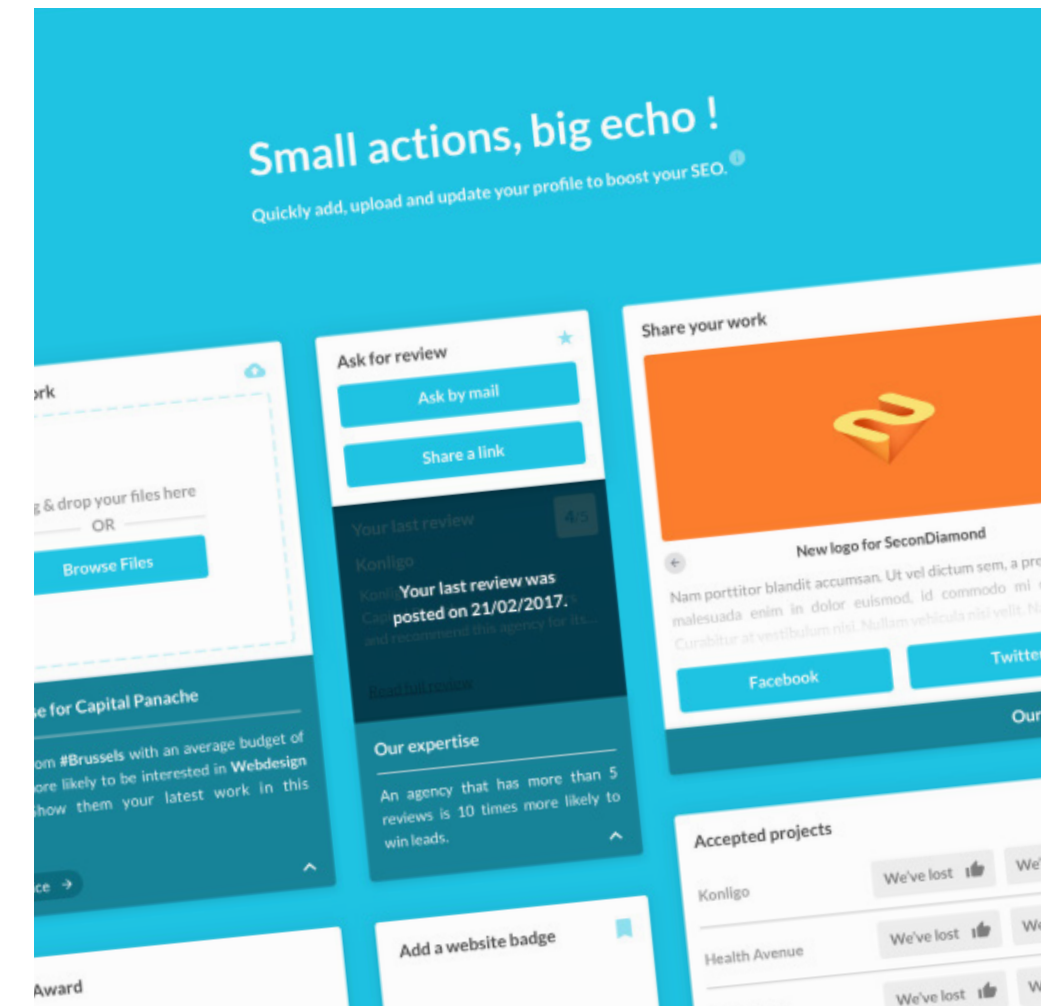 Small actions, big echo !
Quickly add, upload and update your profile to boost your SEO.
ork
& drop your files here
OR
Browse Files
se for Capital Panache
om #Brussels with an average budget of
ore likely to be interested in Webdesign
Show them your latest work in this
ce
Award
Ask for review
Ask by mail
Share a link
Your last review
4/5
Konligo
Your last review was
posted on 21/02/2017.
and recommend this agency for its...
Read full review
Our expertise
An agency that has more than 5
reviews is 10 times more likely to
win leads.
Add a website badge
Share your work
New logo for SeconDiamond
Nam porttitor blandit accumsan. Ut vel dictum sem, a pre
malesuada enim in dolor euismod, id commodo mi
Curabitur at vestibulum nisl. Nullam vehicula nisi velit. N
Facebook
Twitter
Our
Accepted projects
Konligo
We've lost
We'
Health Avenue
We've lost
We
We've lost
W